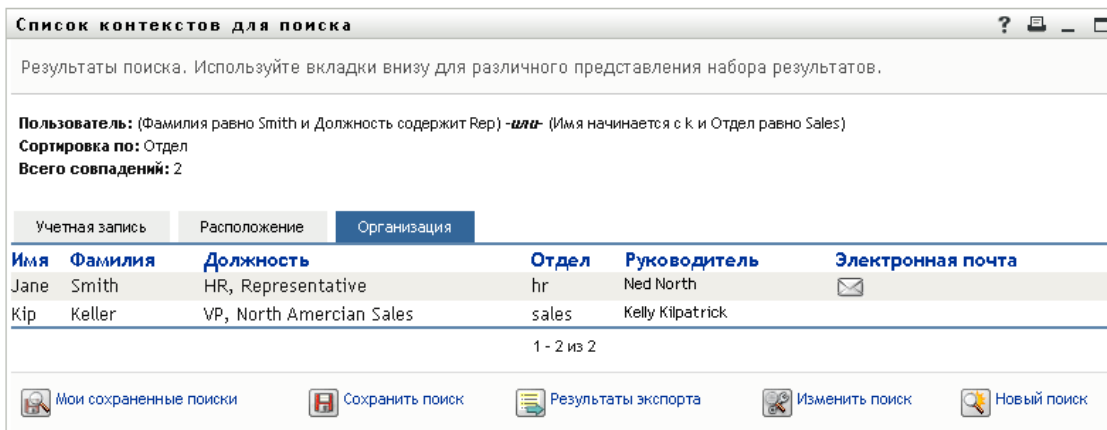 Список контекстов для поиска ?
Результаты поиска. Используйте вкладки внизу для различного представления набора результатов.
Пользователь: (Фамилия равно Smith и Должность содержит Rep) -или- (Имя начинается с k и Отдел равно Sales)
Сортировка по: Отдел
Всего совпадений: 2
Учетная запись Расположение Организация
Имя Фамилия Должность Отдел Руководитель Электронная почта
Jane Smith HR, Representative hr Ned North
Kip Keller VP, North Amercian Sales sales Kelly Kilpatrick
1 - 2 из 2
Мои сохраненные поиски Сохранить поиск Результаты экспорта Изменить поиск Новый поиск